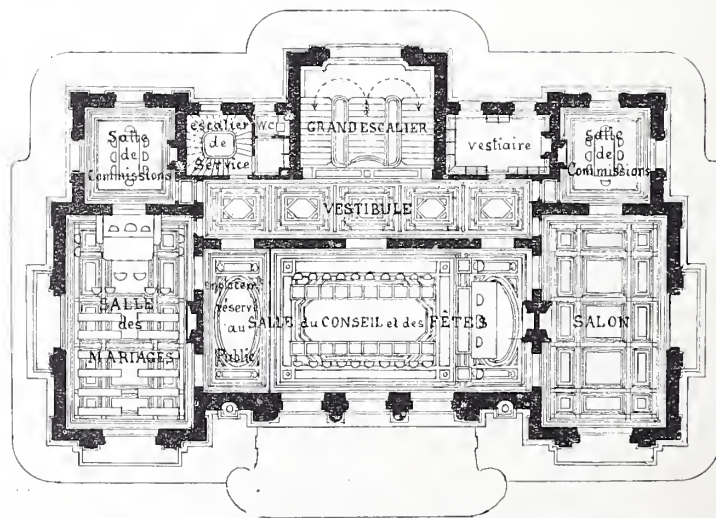 Salle
de
Commissions
escalier
de
Service
WC
GRAND ESCALIER
vestiaire
Salle
de
Commissions
VESTIBULE
SALLE
des
MARIAGES
emplacem.
réservé
au
Public
SALLE du CONSEIL et des FÊTES
SALON